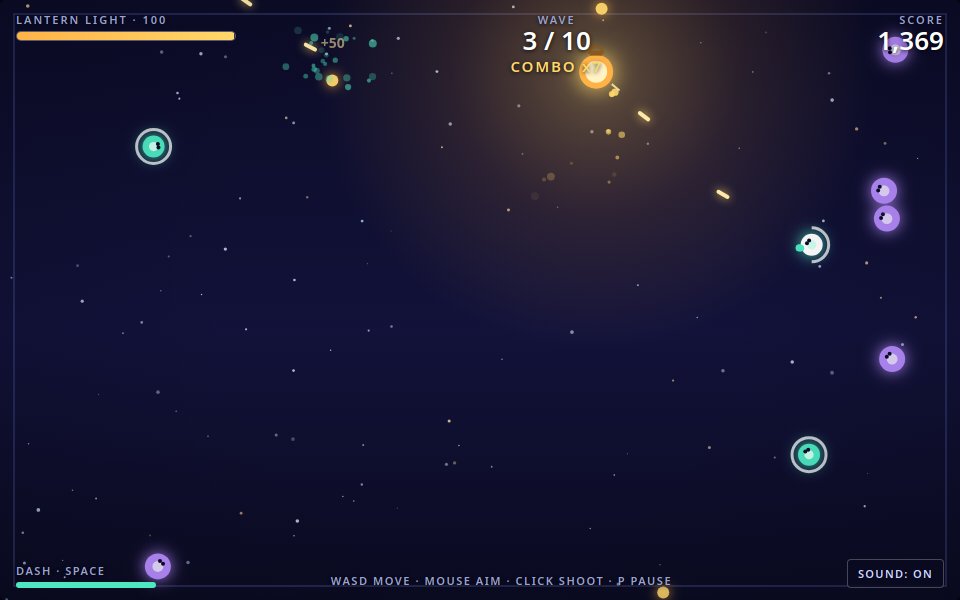 LANTERN LIGHT · 100
+50
WAVE
3 / 10
COMBO x7
SCORE
1,369
DASH · SPACE
WASD MOVE · MOUSE AIM · CLICK SHOOT · P PAUSE
SOUND: ON